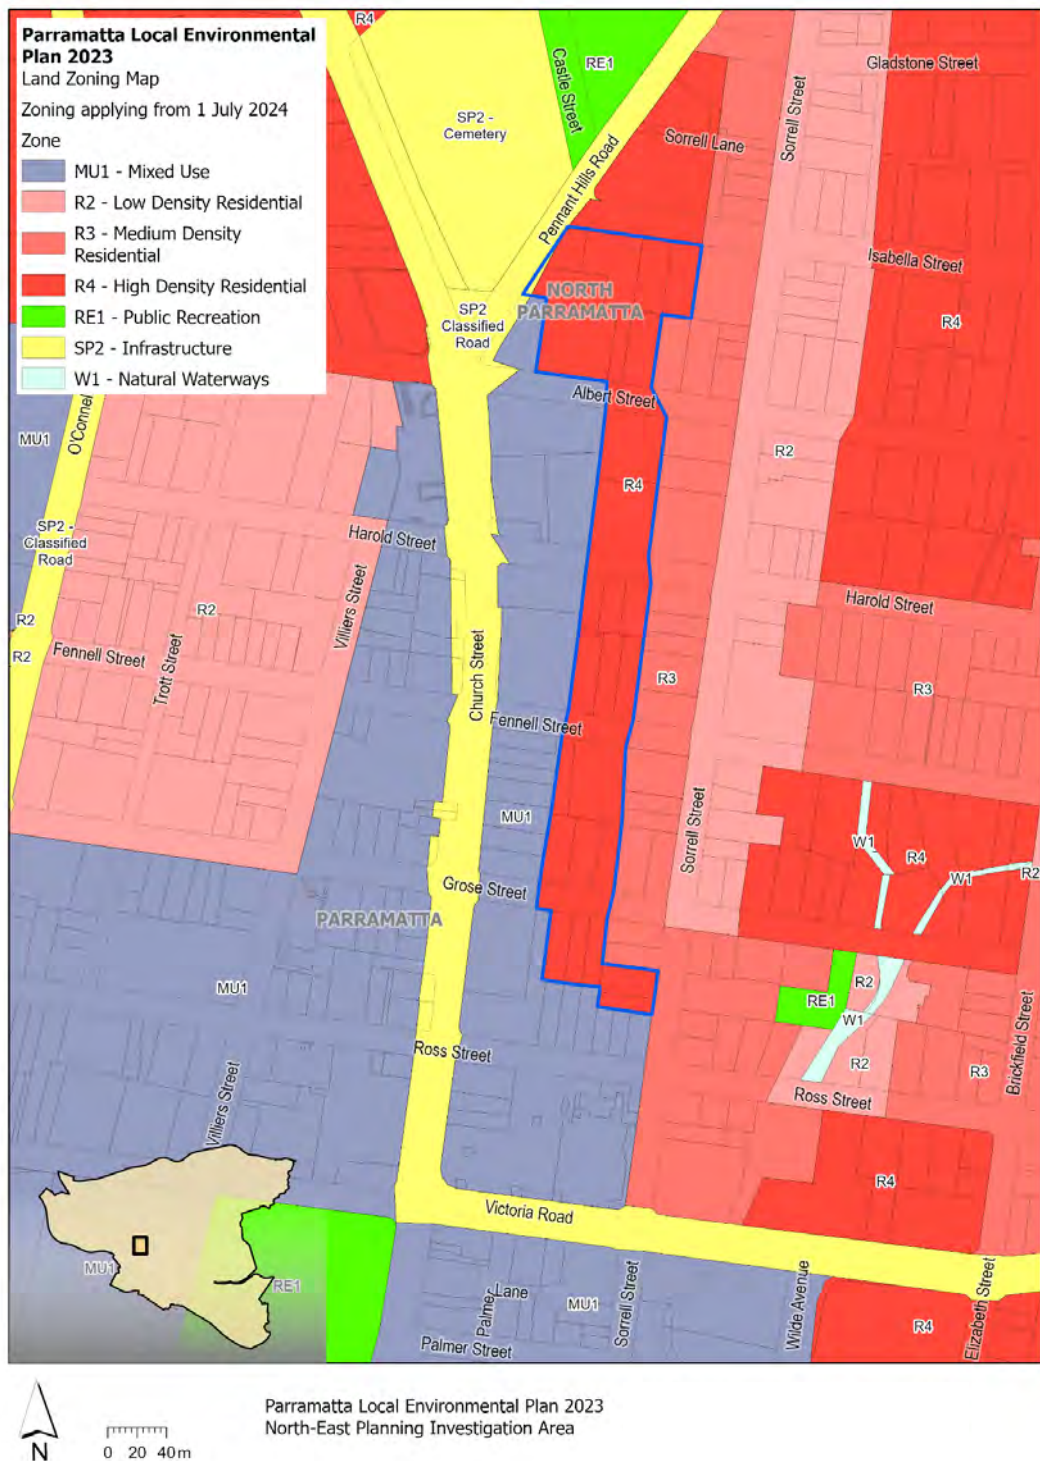 Parramatta Local Environmental
Plan 2023
Land Zoning Map
Zoning applying from 1 July 2024
Zone
MU1 - Mixed Use
R2 - Low Density Residential
R3 - Medium Density
Residential
R4 - High Density Residential
RE1 - Public Recreation
SP2 - Infrastructure
W1 - Natural Waterways
R4
SP2 -
Cemetery
Castle Street
RE1
Pennant Hills Road
Sorrell Lane
Sorrell Street
Gladstone Street
Isabella Street
R4
NORTH
PARRAMATTA
SP2
Classified
Road
Albert Street
O'Connel
MU1
R4
R2
SP2 -
Classified
Road
Harold Street
Villiers Street
R2
R2
R2
Fennell Street
Trott Street
Church Street
Harold Street
R3
R3
Fennell Street
MU1
Sorrell Street
W1
R4
W1
R2
Grose Street
PARRAMATTA
MU1
R2
RE1
W1
R2
R3
Brickfield Street
Ross Street
Ross Street
Villiers Street
R4
Victoria Road
MU1
RE1
Palmer
Lane
MU1
Sorrell Street
Wilde Avenue
R4
Elizabeth Street
Palmer Street
N
0 20 40m
Parramatta Local Environmental Plan 2023
North-East Planning Investigation Area